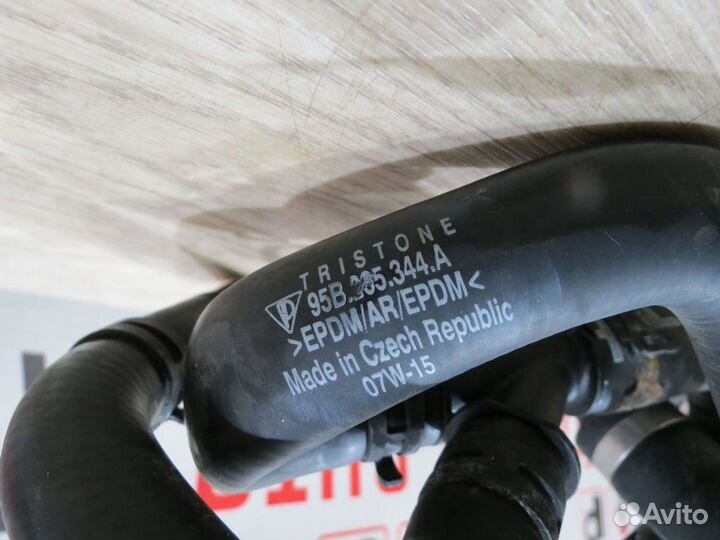 TRISTONE
95B.265.344.A
>EPDM/AR/EPDM<
Made in Czech Republic
07W-15
Avito